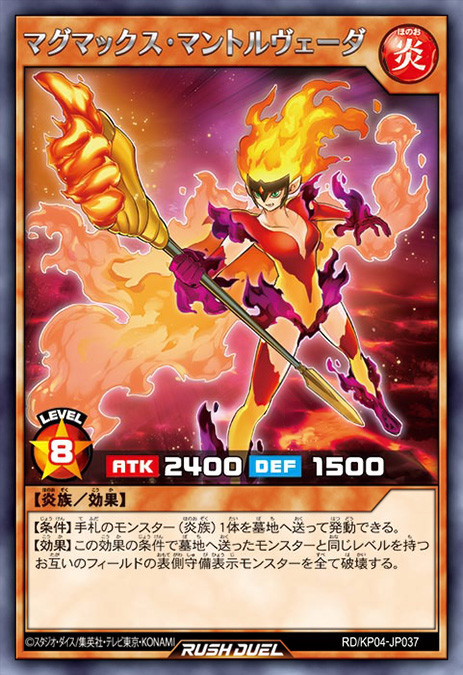 マグマックス・マントルヴェーダ
ほのお
炎
LEVEL
8
ATK 2400 DEF 1500
【炎族／効果】
【条件】手札のモンスター（炎族）1体を墓地へ送って発動できる。
【効果】この効果の条件で墓地へ送ったモンスターと同じレベルを持つ
お互いのフィールドの表側守備表示モンスターを全て破壊する。
©スタジオ・ダイス/集英社・テレビ東京・KONAMI
RUSH DUEL
RD/KP04-JP037